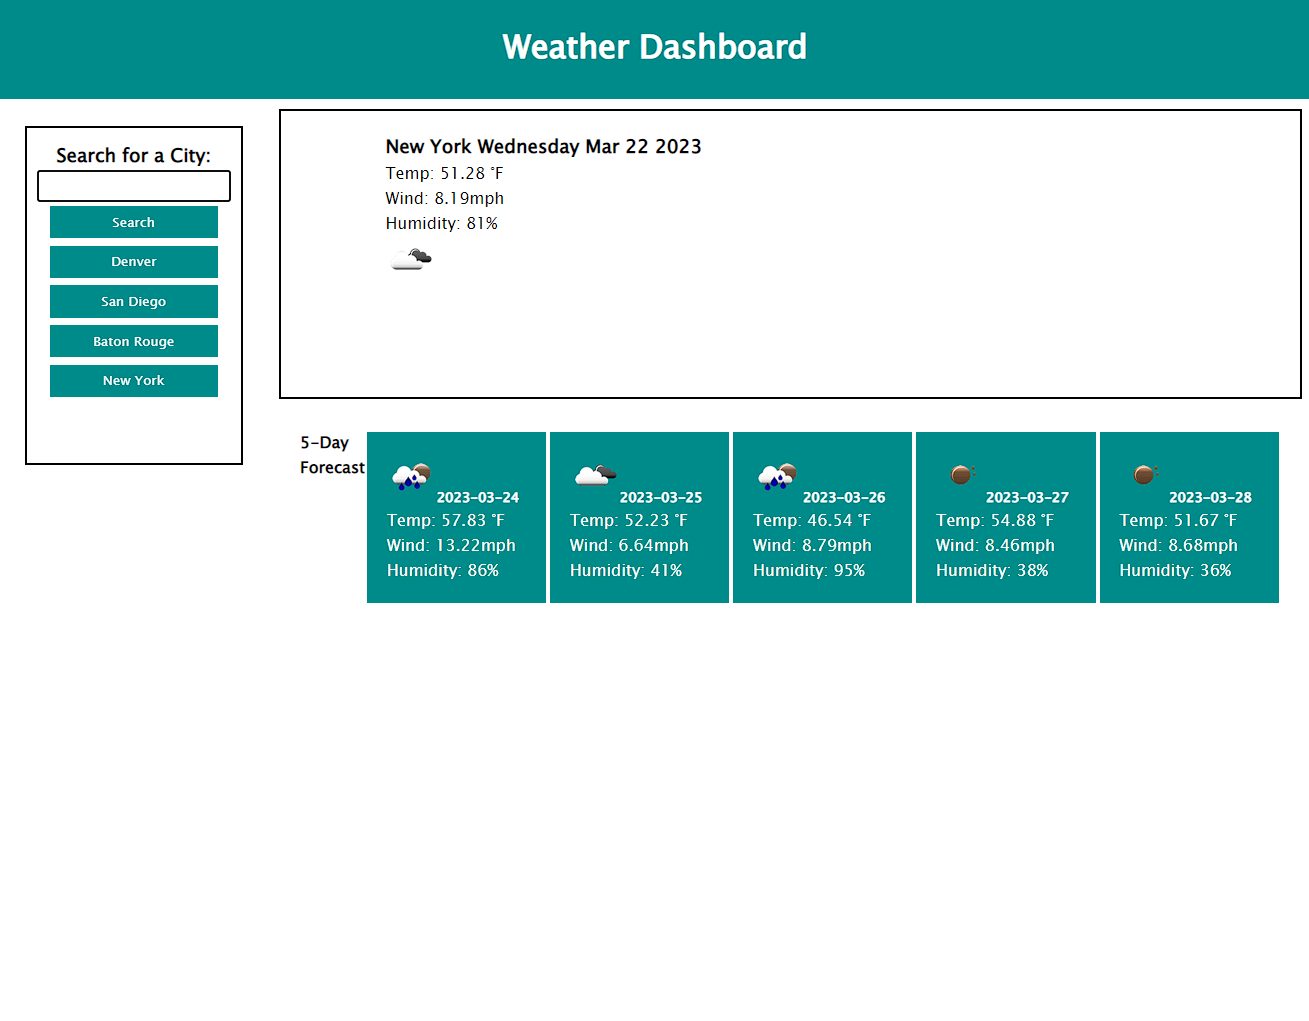 Weather Dashboard
Search for a City:
Search
Denver
San Diego
Baton Rouge
New York
New York Wednesday Mar 22 2023
Temp: 51.28 °F
Wind: 8.19mph
Humidity: 81%
5-Day
Forecast
2023-03-24
Temp: 57.83 °F
Wind: 13.22mph
Humidity: 86%
2023-03-25
Temp: 52.23 °F
Wind: 6.64mph
Humidity: 41%
2023-03-26
Temp: 46.54 °F
Wind: 8.79mph
Humidity: 95%
2023-03-27
Temp: 54.88 °F
Wind: 8.46mph
Humidity: 38%
2023-03-28
Temp: 51.67 °F
Wind: 8.68mph
Humidity: 36%